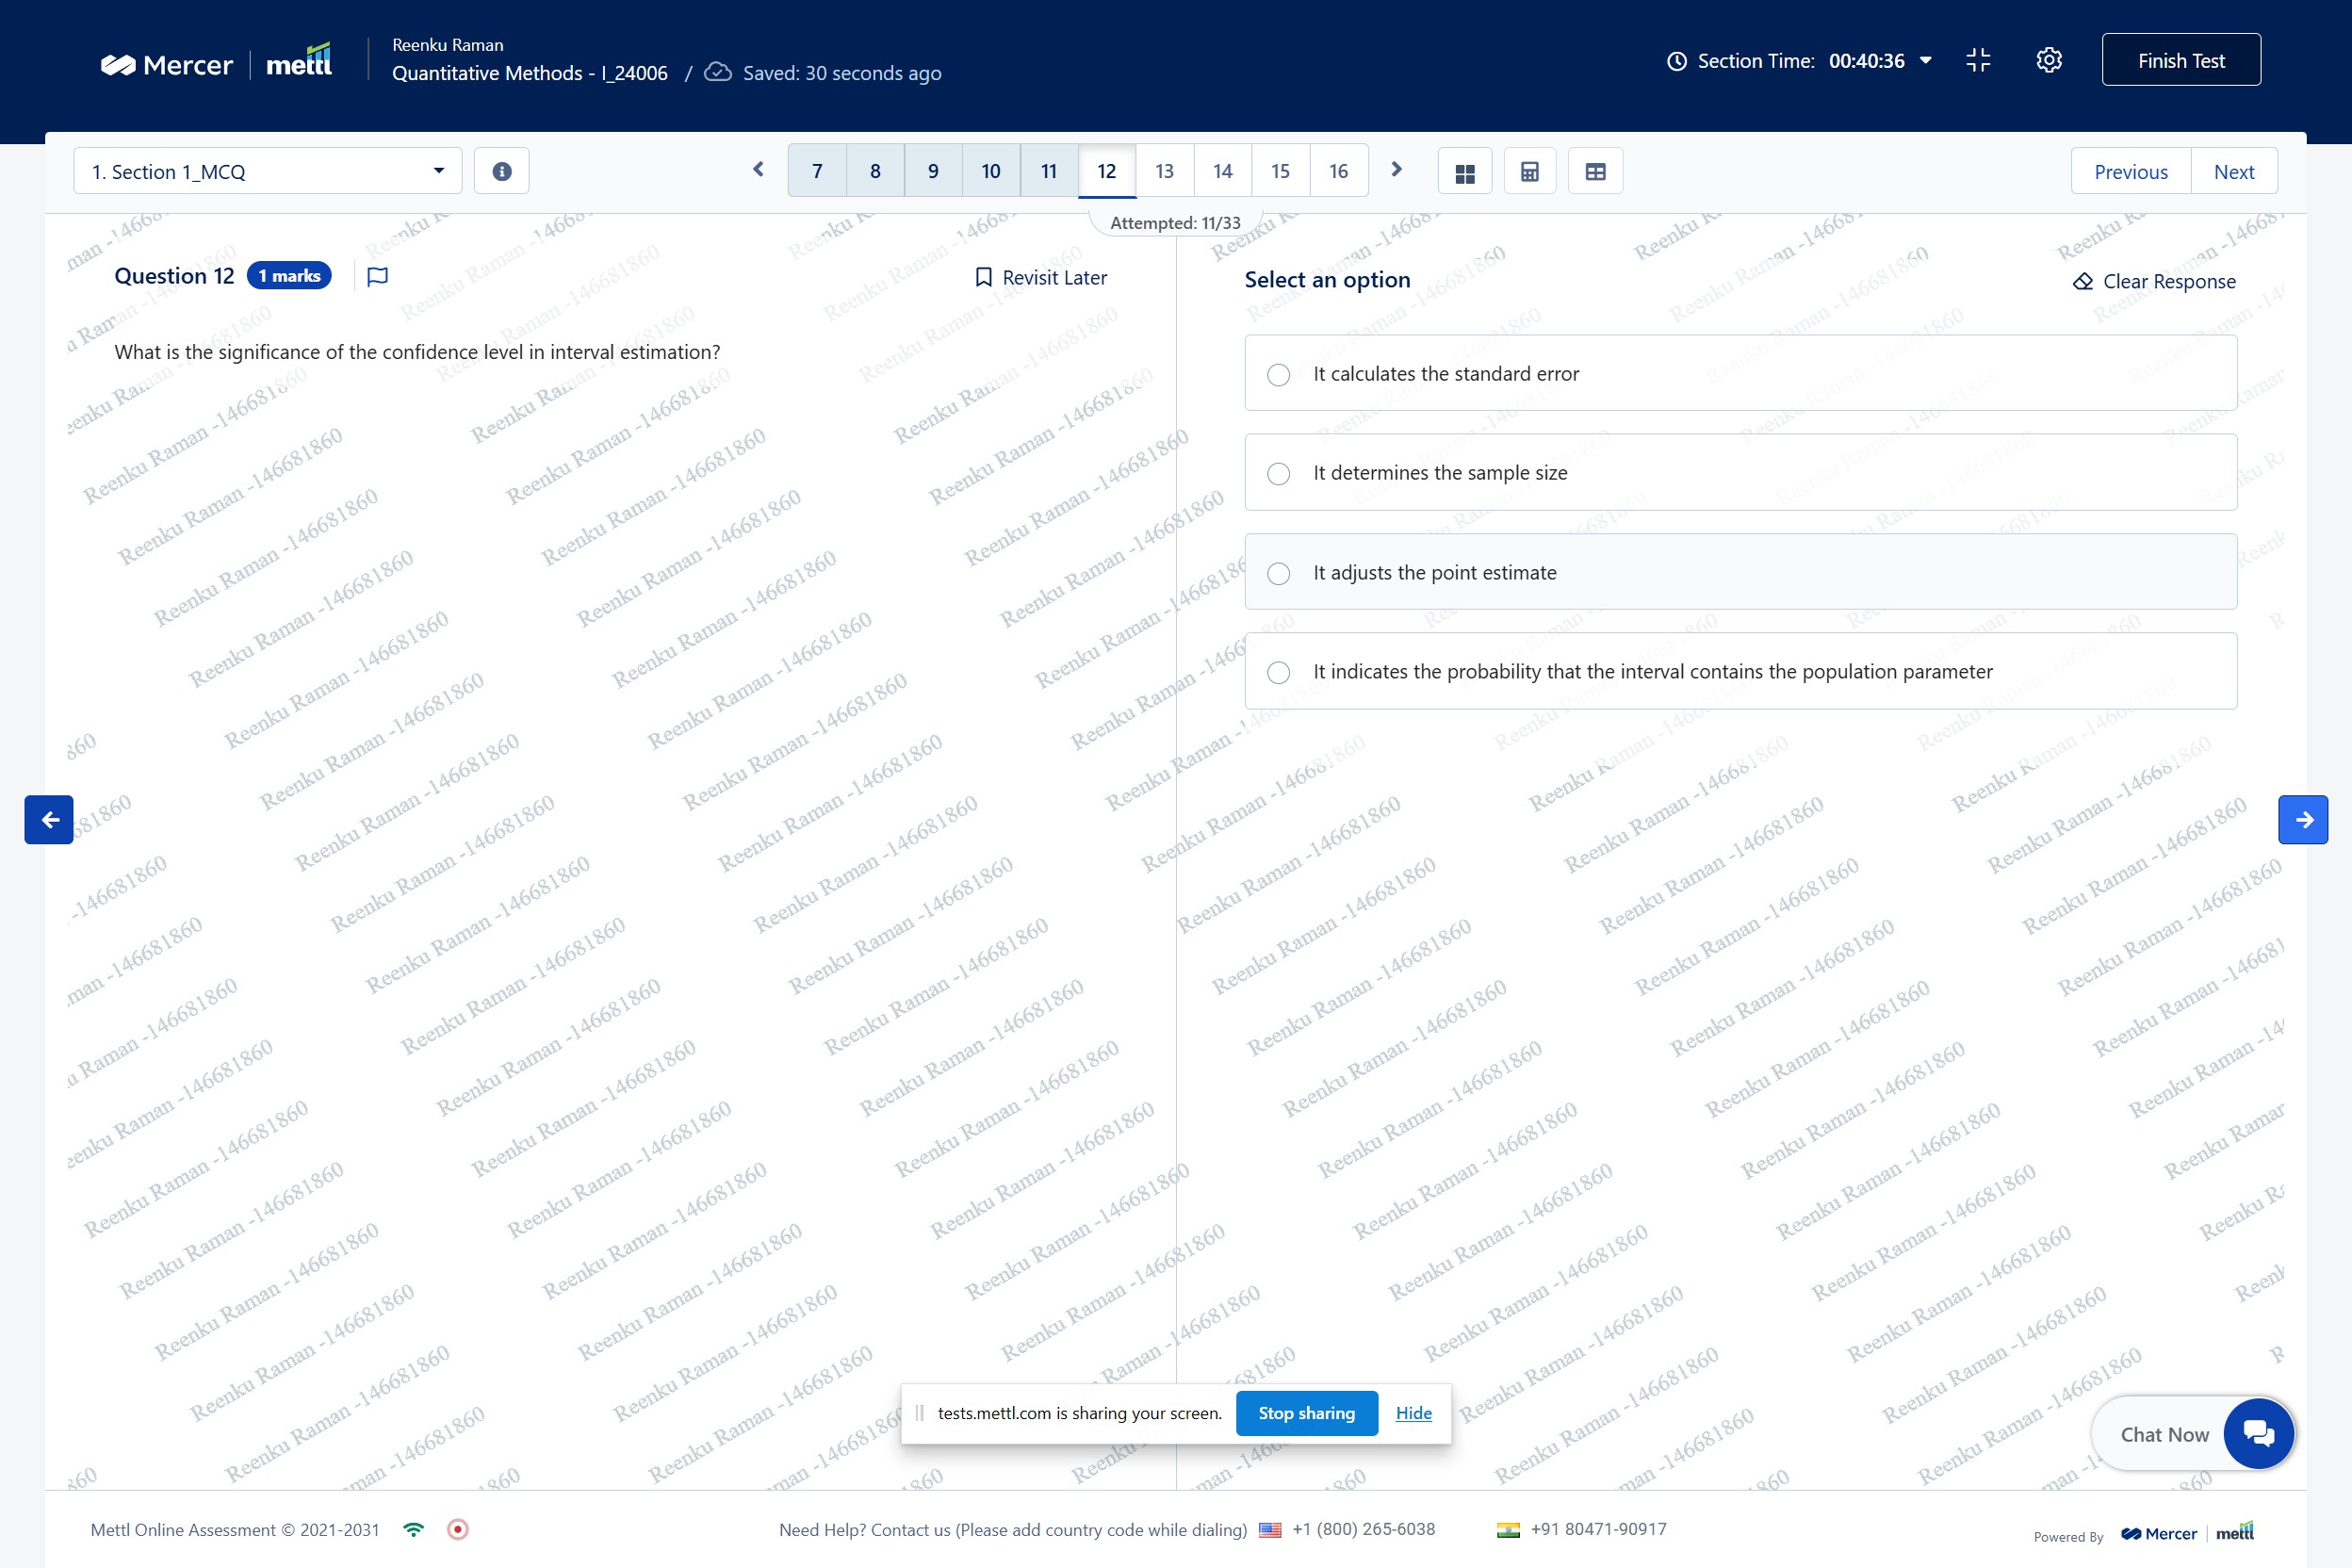 Mercer mettl
Reenku Raman
Quantitative Methods - I_24006 / Saved: 30 seconds ago
Section Time: 00:40:36
Finish Test
1. Section 1_MCQ
7 8 9 10 11 12 13 14 15 16
Previous Next
Attempted: 11/33
Question 12 1 marks
Revisit Later
What is the significance of the confidence level in interval estimation?
Select an option
Clear Response
It calculates the standard error
It determines the sample size
It adjusts the point estimate
It indicates the probability that the interval contains the population parameter
Reenku Raman -146681860
tests.mettl.com is sharing your screen. Stop sharing Hide
Chat Now
Mettl Online Assessment © 2021-2031
Need Help? Contact us (Please add country code while dialing) +1 (800) 265-6038 +91 80471-90917
Powered By Mercer mettl